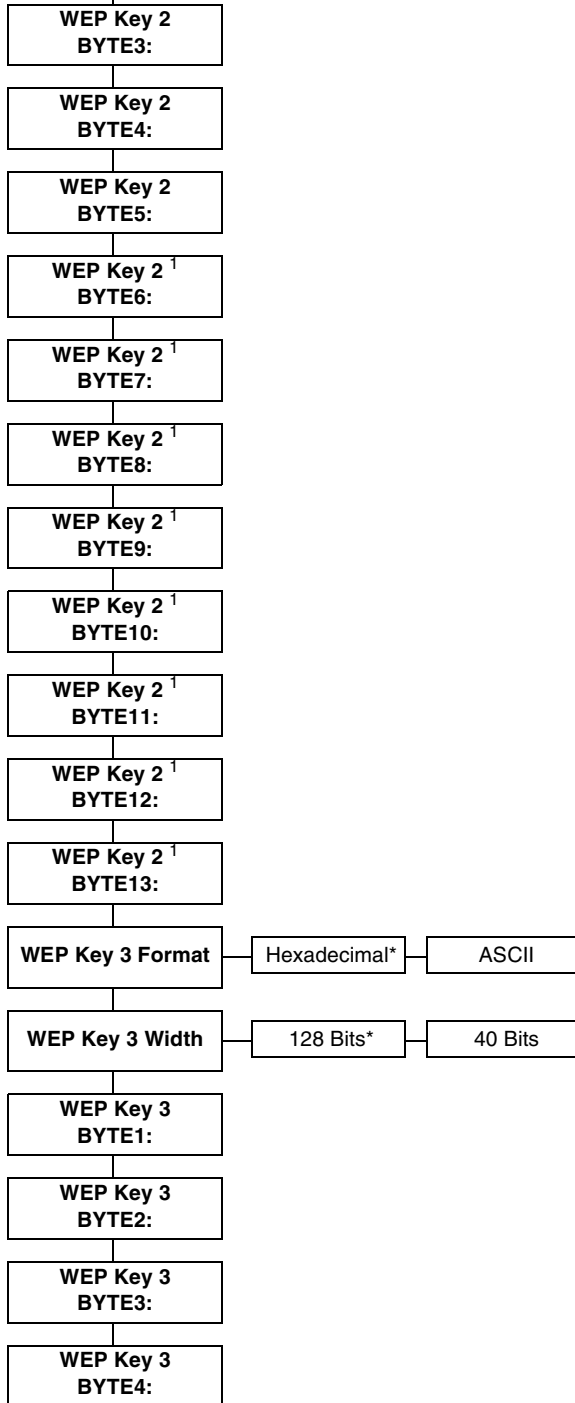 WEP Key 2
BYTE3:
WEP Key 2
BYTE4:
WEP Key 2
BYTE5:
WEP Key 2 1
BYTE6:
WEP Key 2 1
BYTE7:
WEP Key 2 1
BYTE8:
WEP Key 2 1
BYTE9:
WEP Key 2 1
BYTE10:
WEP Key 2 1
BYTE11:
WEP Key 2 1
BYTE12:
WEP Key 2 1
BYTE13:
WEP Key 3 Format Hexadecimal* ASCII
WEP Key 3 Width 128 Bits* 40 Bits
WEP Key 3
BYTE1:
WEP Key 3
BYTE2:
WEP Key 3
BYTE3:
WEP Key 3
BYTE4: